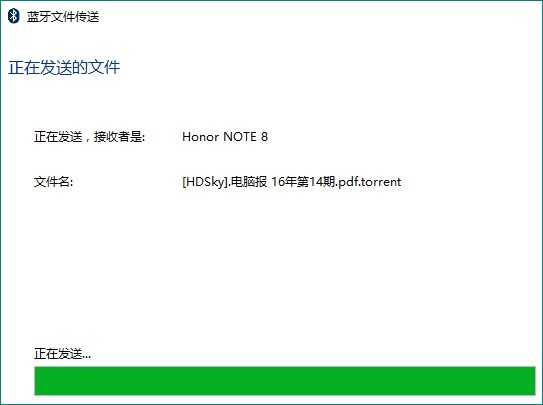 蓝牙文件传送
正在发送的文件
正在发送，接收者是: Honor NOTE 8
文件名: [HDSky].电脑报 16年第14期.pdf.torrent
正在发送...